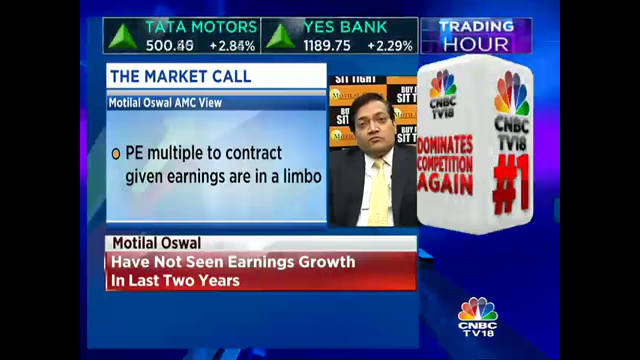 TATA MOTORS
+2.84%
YES BANK
1189.75 +2.29%
TRADING
HOUR
THE MARKET CALL
Motilal Oswal AMC View
PE multiple to contract
given earnings are in a limbo
SIT TIGHT
BUY
SIT T
CNBC
TV18
DOMINATES
COMPETITION
AGAIN
CNBC
TV18
#1
Motilal Oswal
Have Not Seen Earnings Growth
In Last Two Years
CNBC
TV18